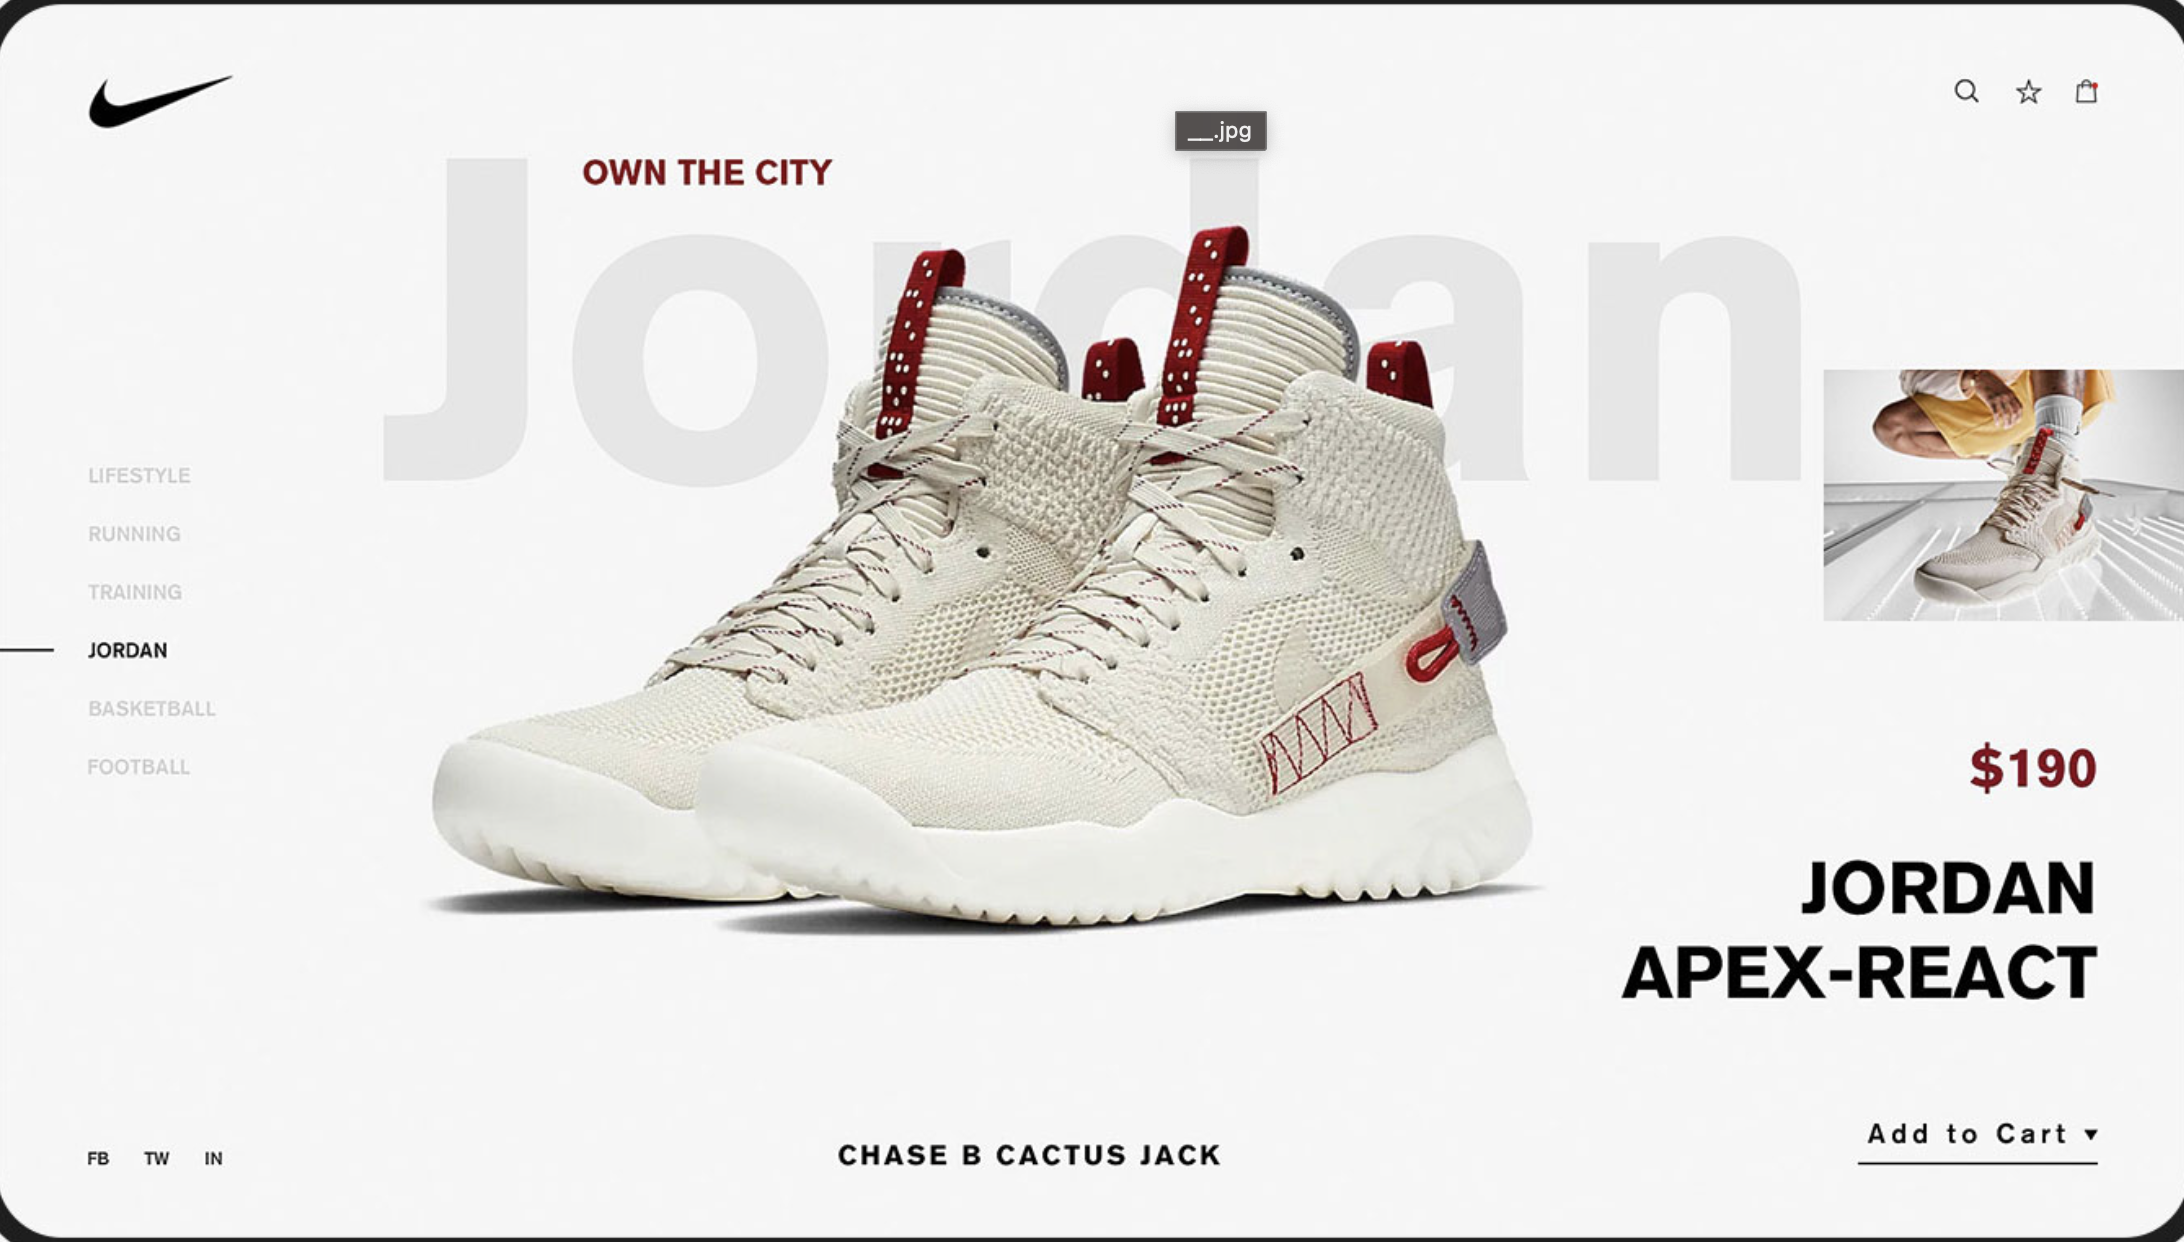 __.jpg
OWN THE CITY
Jordan
LIFESTYLE
RUNNING
TRAINING
JORDAN
BASKETBALL
FOOTBALL
$190
JORDAN
APEX-REACT
Add to Cart ▾
CHASE B CACTUS JACK
FB TW IN